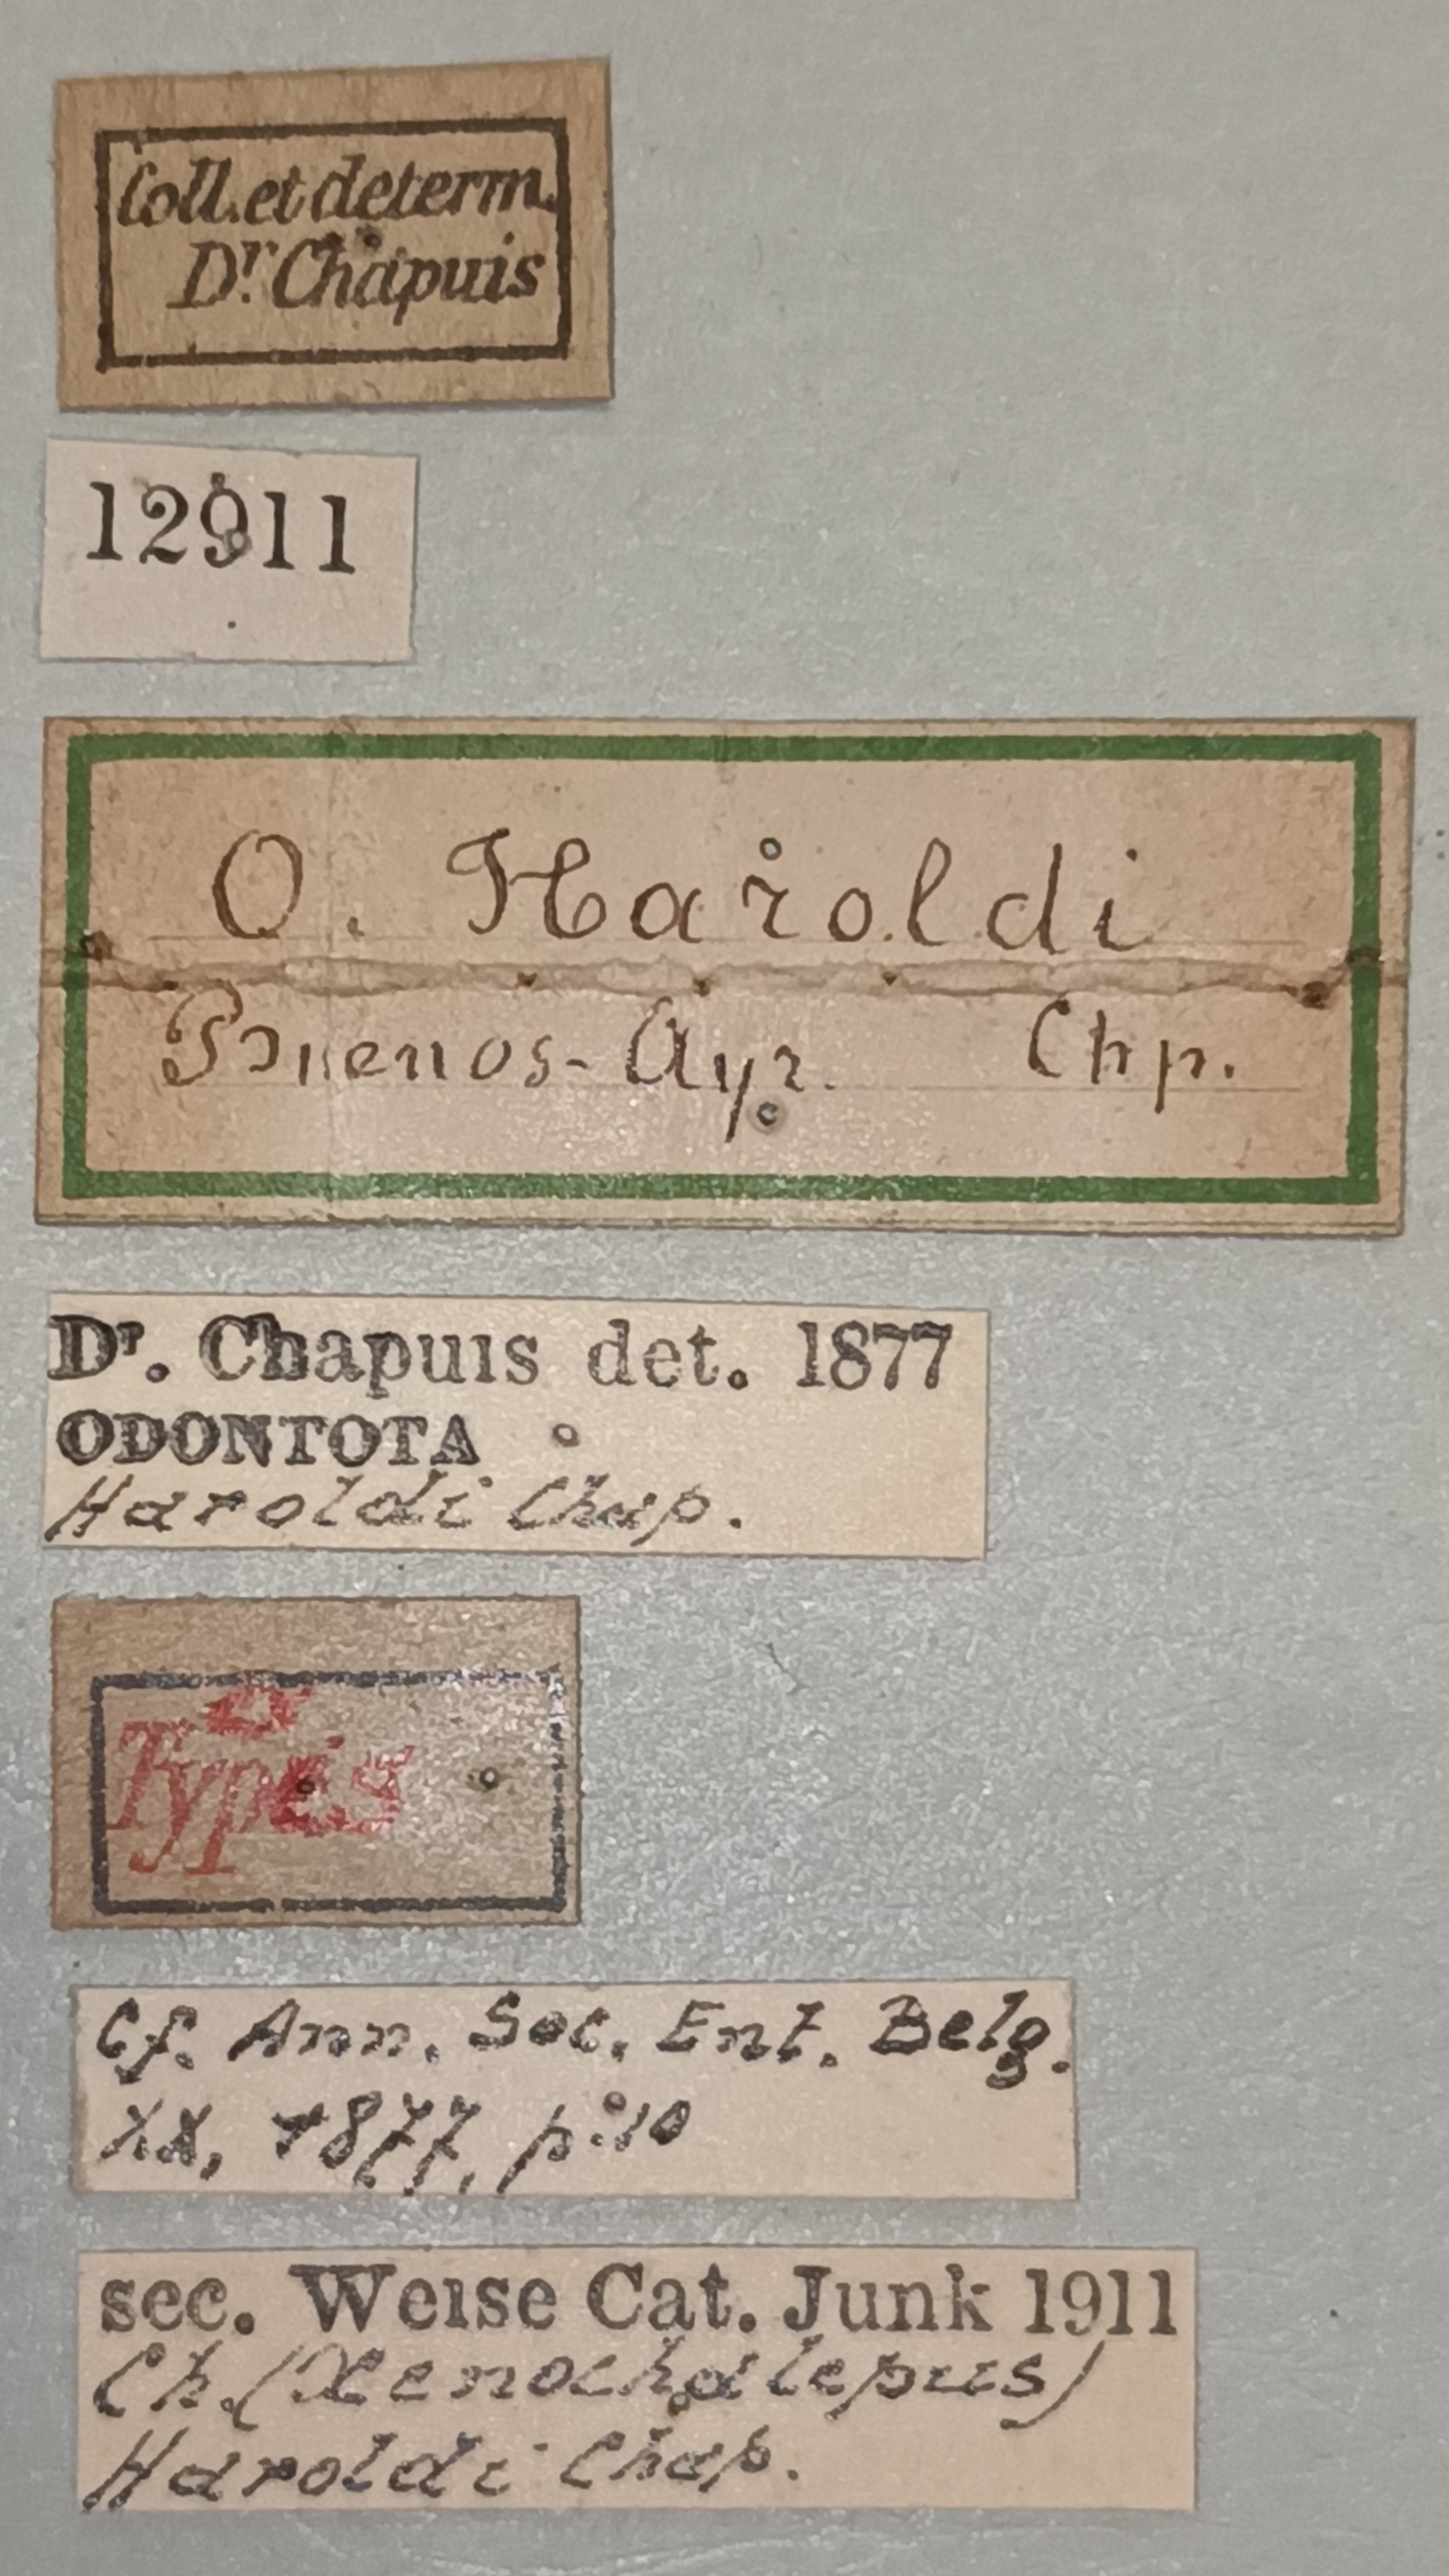 Coll. et determ.
Dr. Chapuis
12911
O. Haroldi
Buenos-Ayr. Chp.
Dr. Chapuis det. 1877
ODONTOTA
Haroldi Chap.
Cf. Ann. Soc. Ent. Belg.
XX, 1877, p: 10
sec. Weise Cat. Junk 1911
Ch. (Xenochalepus)
Haroldi Chap.